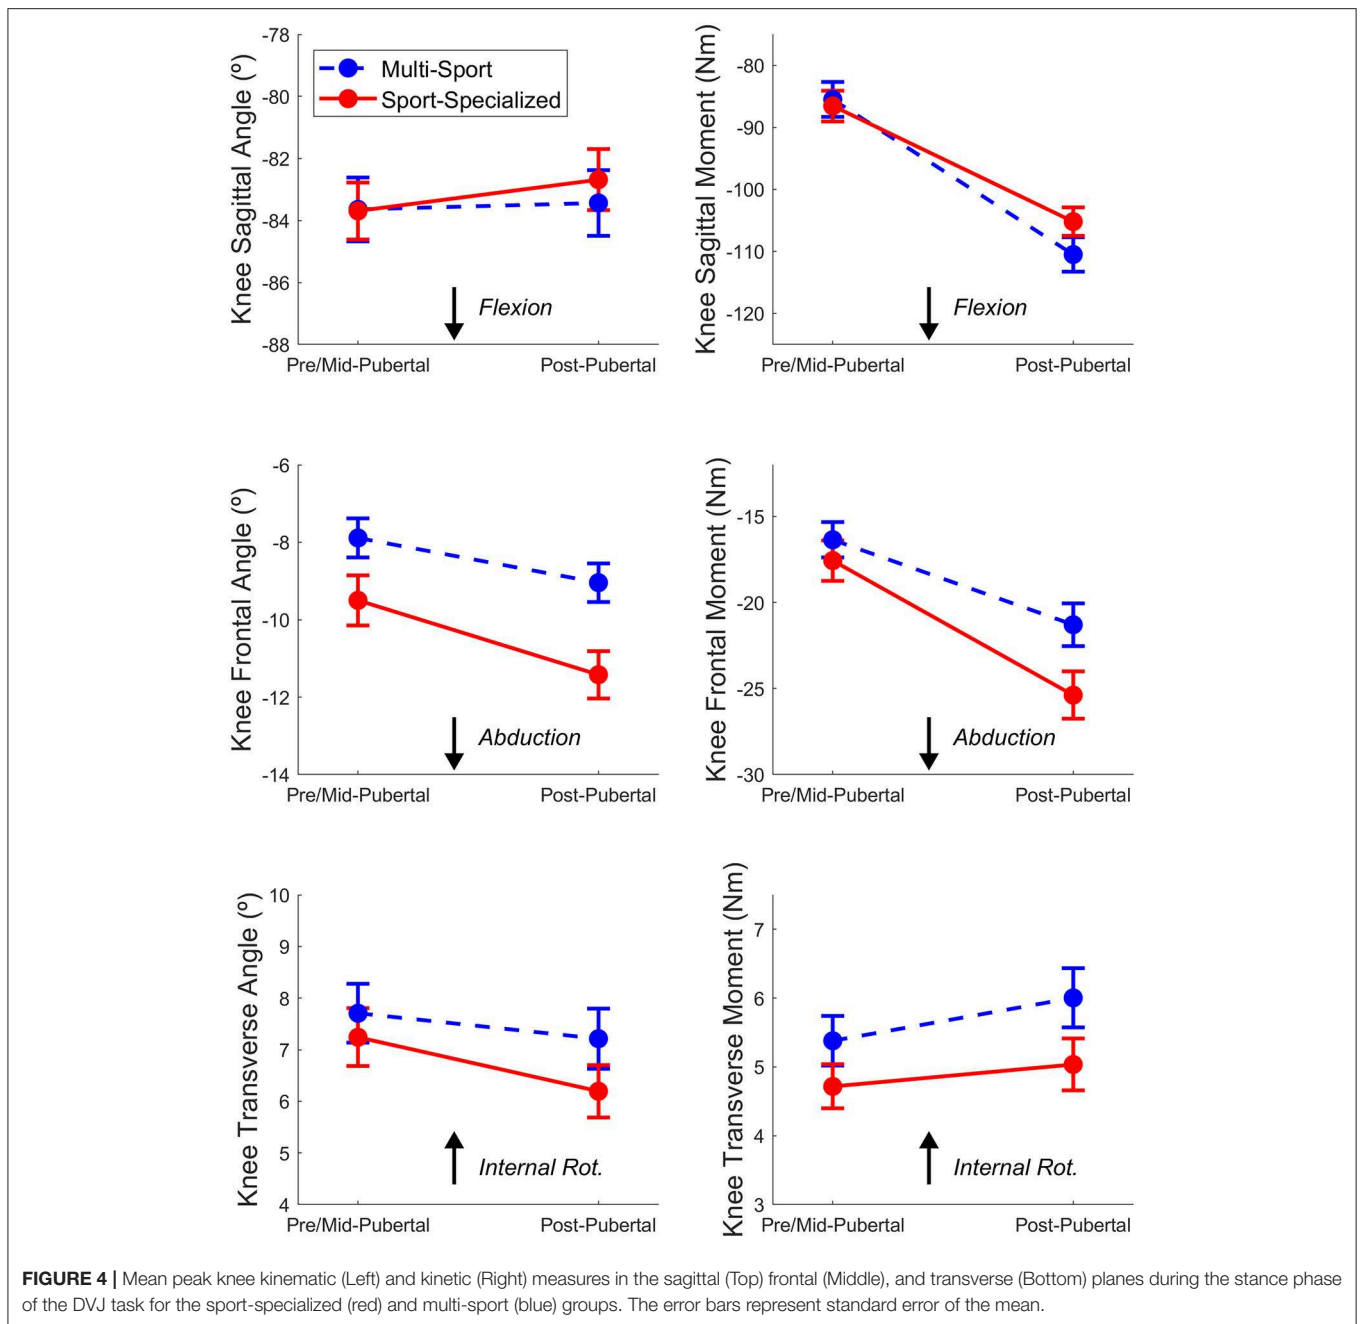 Knee Sagittal Angle (º)
-78
-80
-82
-84
-86
-88
Multi-Sport
Sport-Specialized
Flexion
Pre/Mid-Pubertal Post-Pubertal
Knee Sagittal Moment (Nm)
-80
-90
-100
-110
-120
Flexion
Pre/Mid-Pubertal Post-Pubertal
Knee Frontal Angle (º)
-6
-8
-10
-12
-14
Abduction
Pre/Mid-Pubertal Post-Pubertal
Knee Frontal Moment (Nm)
-15
-20
-25
-30
Abduction
Pre/Mid-Pubertal Post-Pubertal
Knee Transverse Angle (º)
10
9
8
7
6
5
4
Internal Rot.
Pre/Mid-Pubertal Post-Pubertal
Knee Transverse Moment (Nm)
7
6
5
4
3
Internal Rot.
Pre/Mid-Pubertal Post-Pubertal
FIGURE 4 | Mean peak knee kinematic (Left) and kinetic (Right) measures in the sagittal (Top) frontal (Middle), and transverse (Bottom) planes during the stance phase
of the DVJ task for the sport-specialized (red) and multi-sport (blue) groups. The error bars represent standard error of the mean.